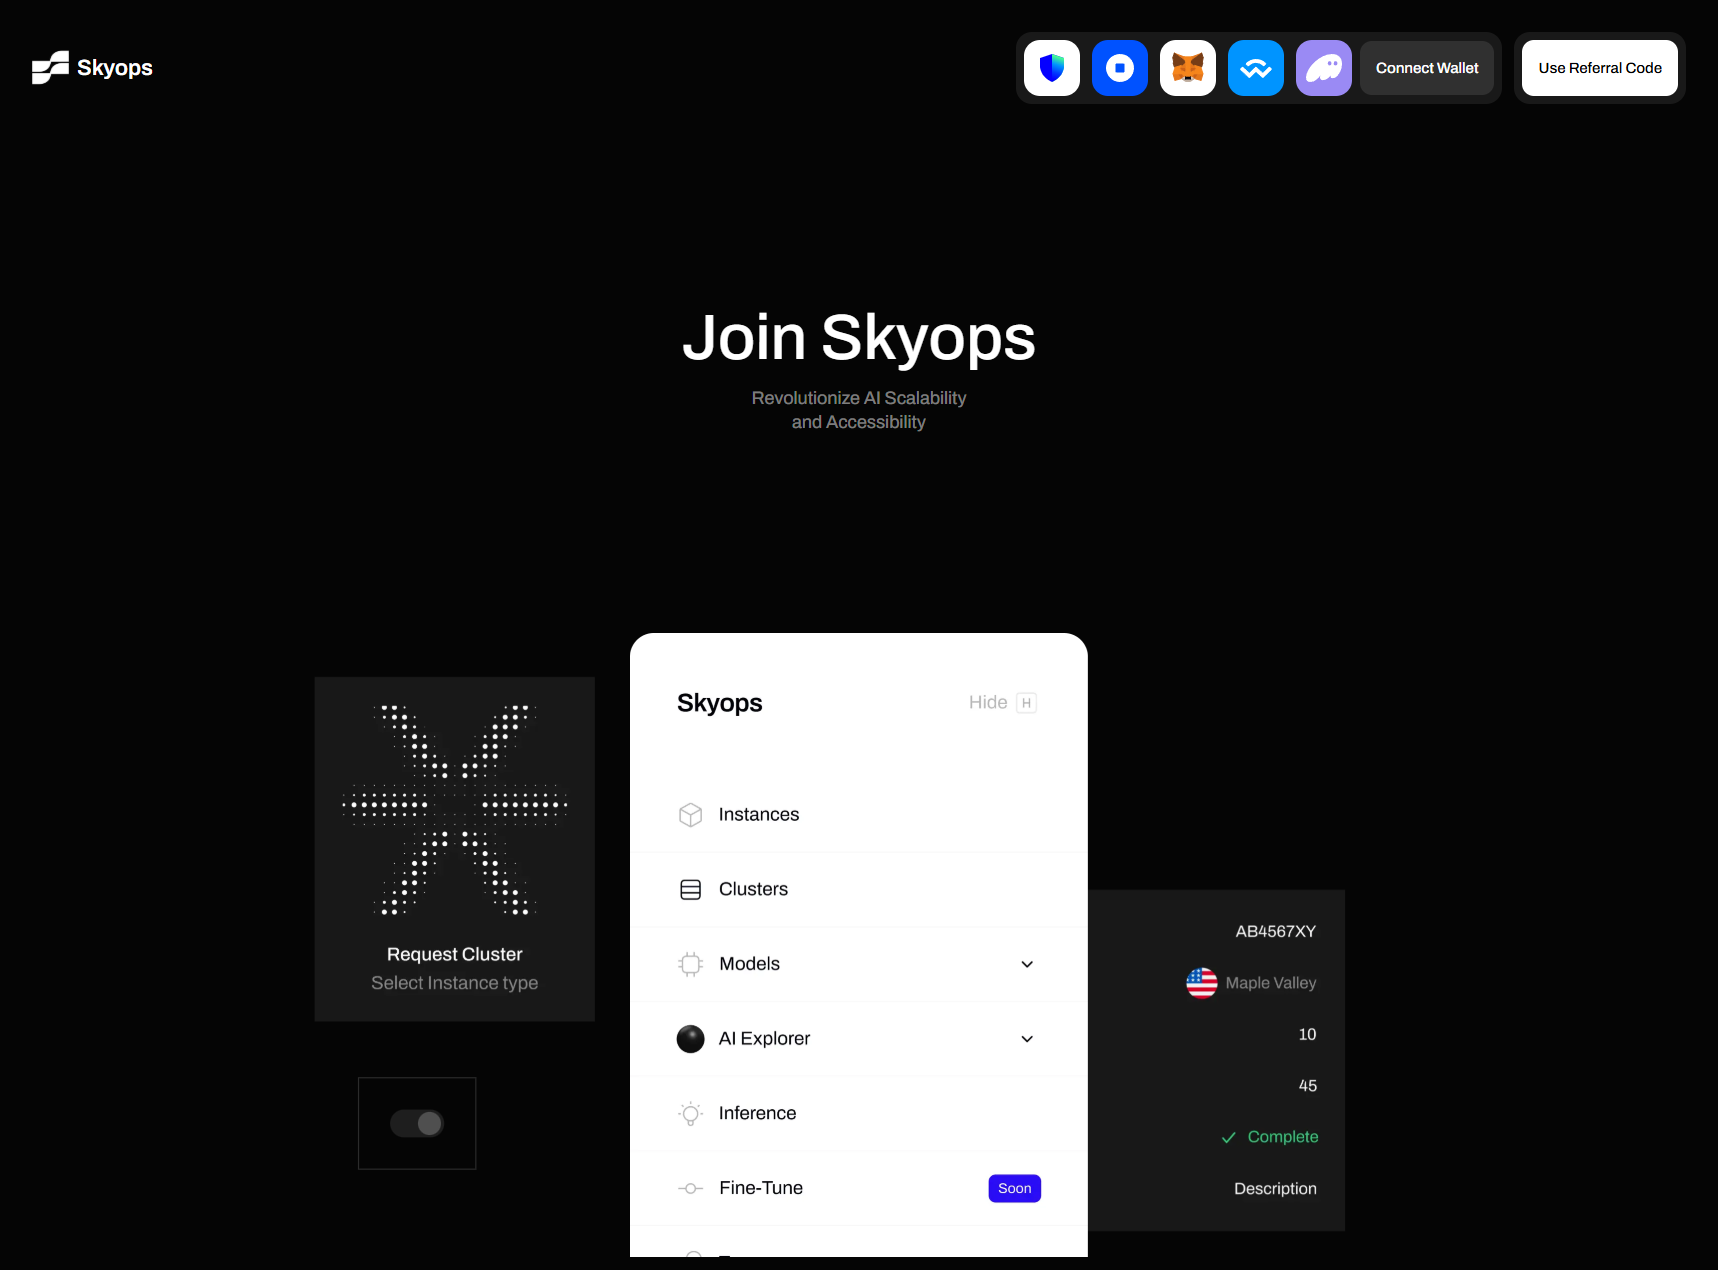 Skyops
Connect Wallet
Use Referral Code
Join Skyops
Revolutionize AI Scalability
and Accessibility
Skyops
Hide H
Instances
Clusters
Models
AI Explorer
Inference
Fine-Tune
Soon
Request Cluster
Select Instance type
AB4567XY
Maple Valley
10
45
Complete
Description